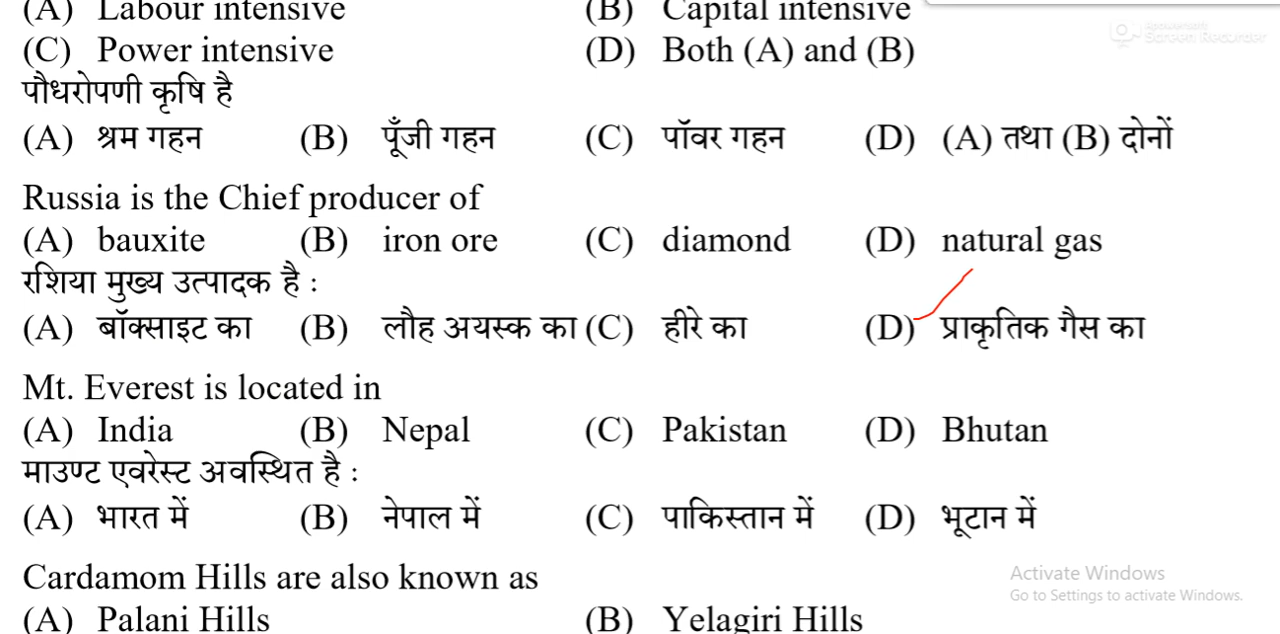 (A) Labour intensive (B) Capital intensive
(C) Power intensive (D) Both (A) and (B)
पौधरोपणी कृषि है
(A) श्रम गहन (B) पूँजी गहन (C) पॉवर गहन (D) (A) तथा (B) दोनों
Russia is the Chief producer of
(A) bauxite (B) iron ore (C) diamond (D) natural gas
रशिया मुख्य उत्पादक है :
(A) बॉक्साइट का (B) लौह अयस्क का (C) हीरे का (D) प्राकृतिक गैस का
Mt. Everest is located in
(A) India (B) Nepal (C) Pakistan (D) Bhutan
माउण्ट एवरेस्ट अवस्थित है :
(A) भारत में (B) नेपाल में (C) पाकिस्तान में (D) भूटान में
Cardamom Hills are also known as
(A) Palani Hills (B) Yelagiri Hills
Apowersoft
Screen Recorder
Activate Windows
Go to Settings to activate Windows.